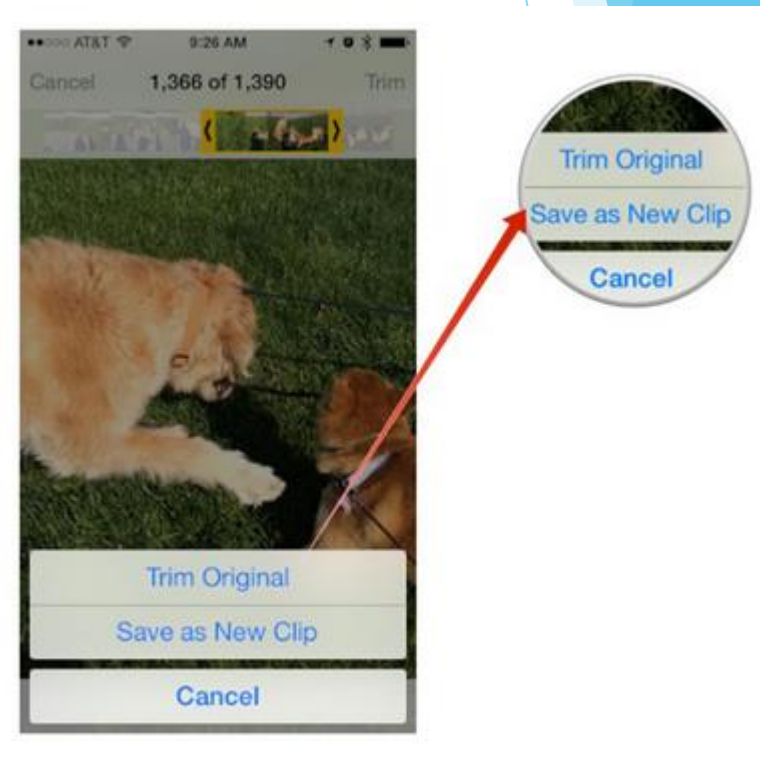 AT&T 9:26 AM
Cancel 1,366 of 1,390 Trim
Trim Original
Save as New Clip
Cancel
Trim Original
Save as New Clip
Cancel